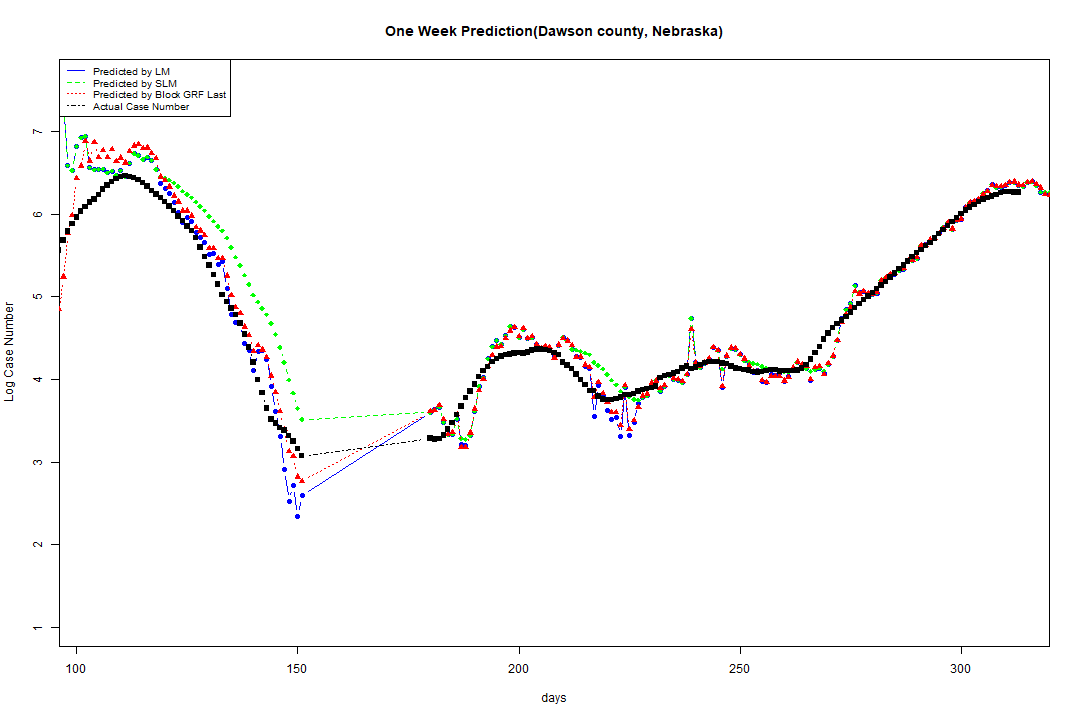 One Week Prediction(Dawson county, Nebraska)
Predicted by LM
Predicted by SLM
Predicted by Block GRF Last
Actual Case Number
7
6
5
4
3
2
1
Log Case Number
100 150 200 250 300
days